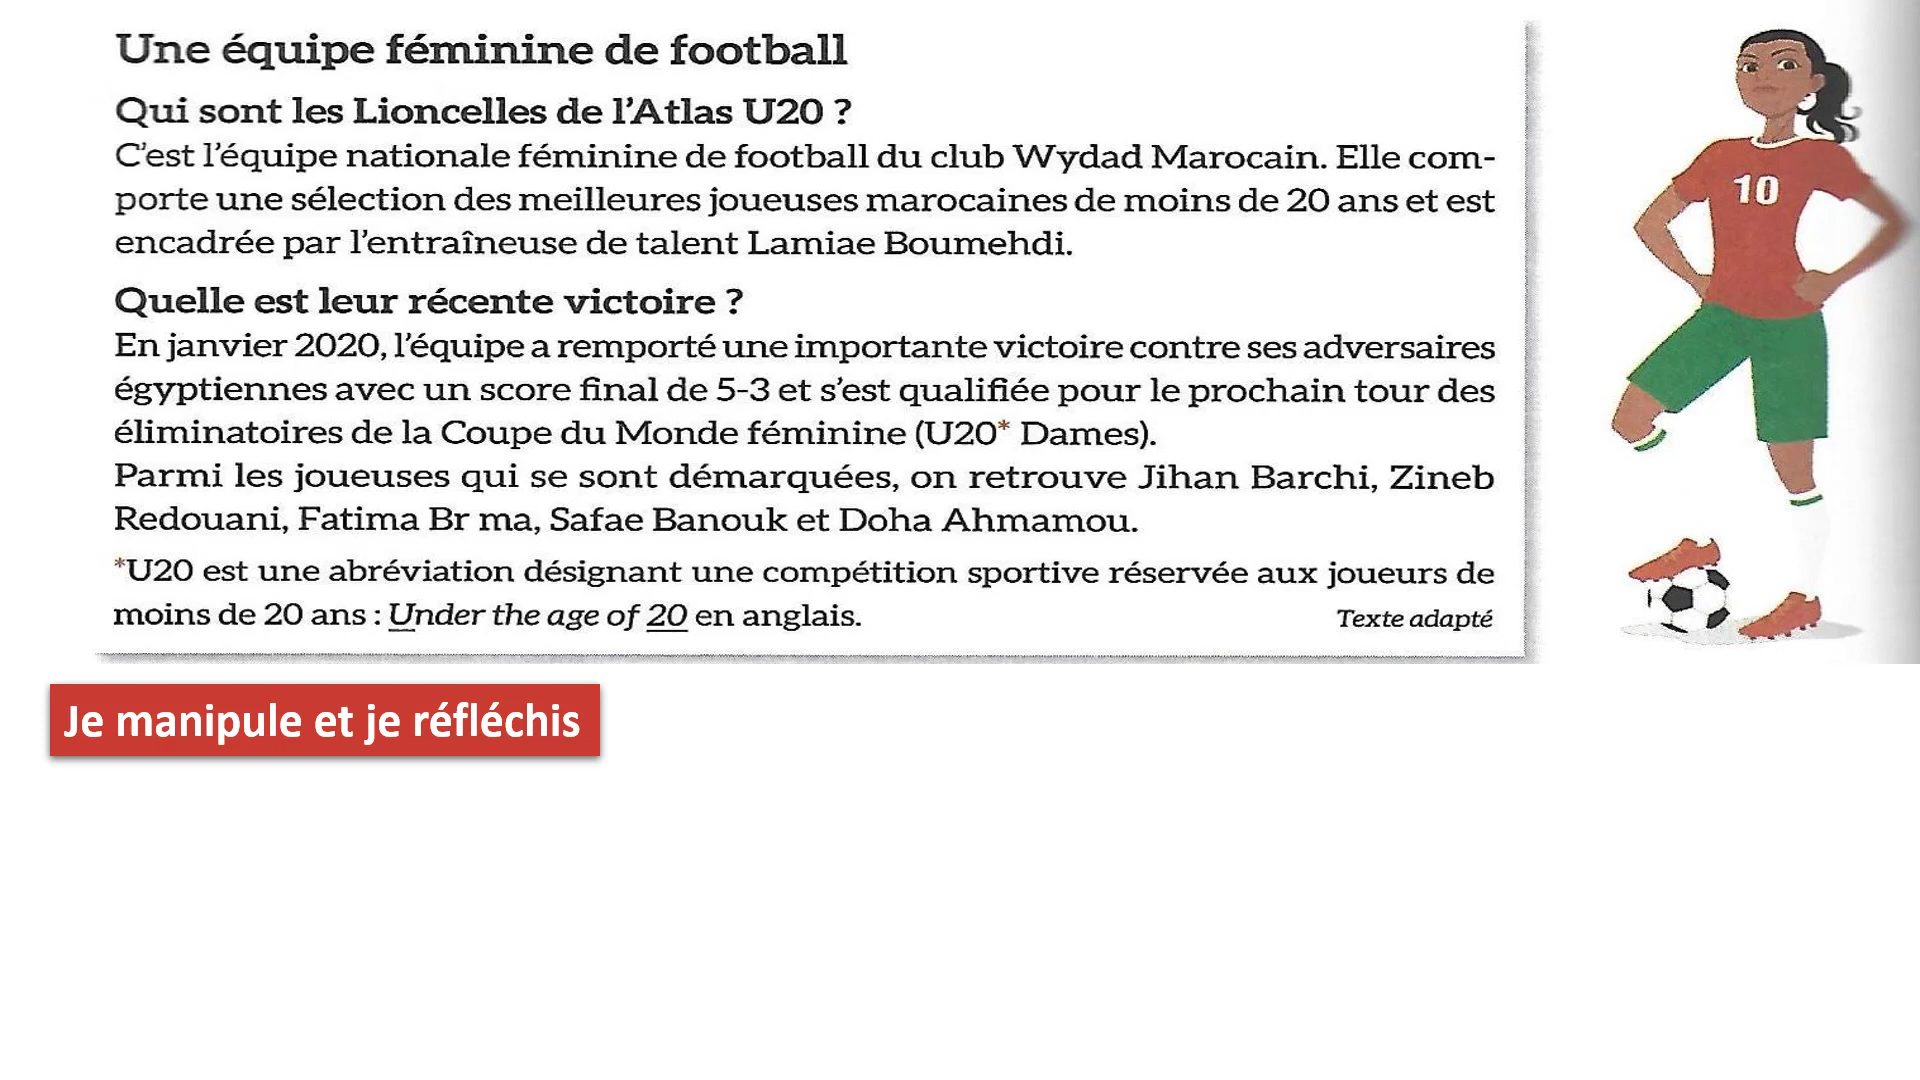 Une équipe féminine de football
Qui sont les Lioncelles de l'Atlas U20 ?
C'est l'équipe nationale féminine de football du club Wydad Marocain. Elle com-
porte une sélection des meilleures joueuses marocaines de moins de 20 ans et est
encadrée par l'entraîneuse de talent Lamiae Boumehdi.
Quelle est leur récente victoire ?
En janvier 2020, l'équipe a remporté une importante victoire contre ses adversaires
égyptiennes avec un score final de 5-3 et s'est qualifiée pour le prochain tour des
éliminatoires de la Coupe du Monde féminine (U20* Dames).
Parmi les joueuses qui se sont démarquées, on retrouve Jihan Barchi, Zineb
Redouani, Fatima Br ma, Safae Banouk et Doha Ahmamou.
*U20 est une abréviation désignant une compétition sportive réservée aux joueurs de
moins de 20 ans : Under the age of 20 en anglais.
Texte adapté
10
Je manipule et je réfléchis